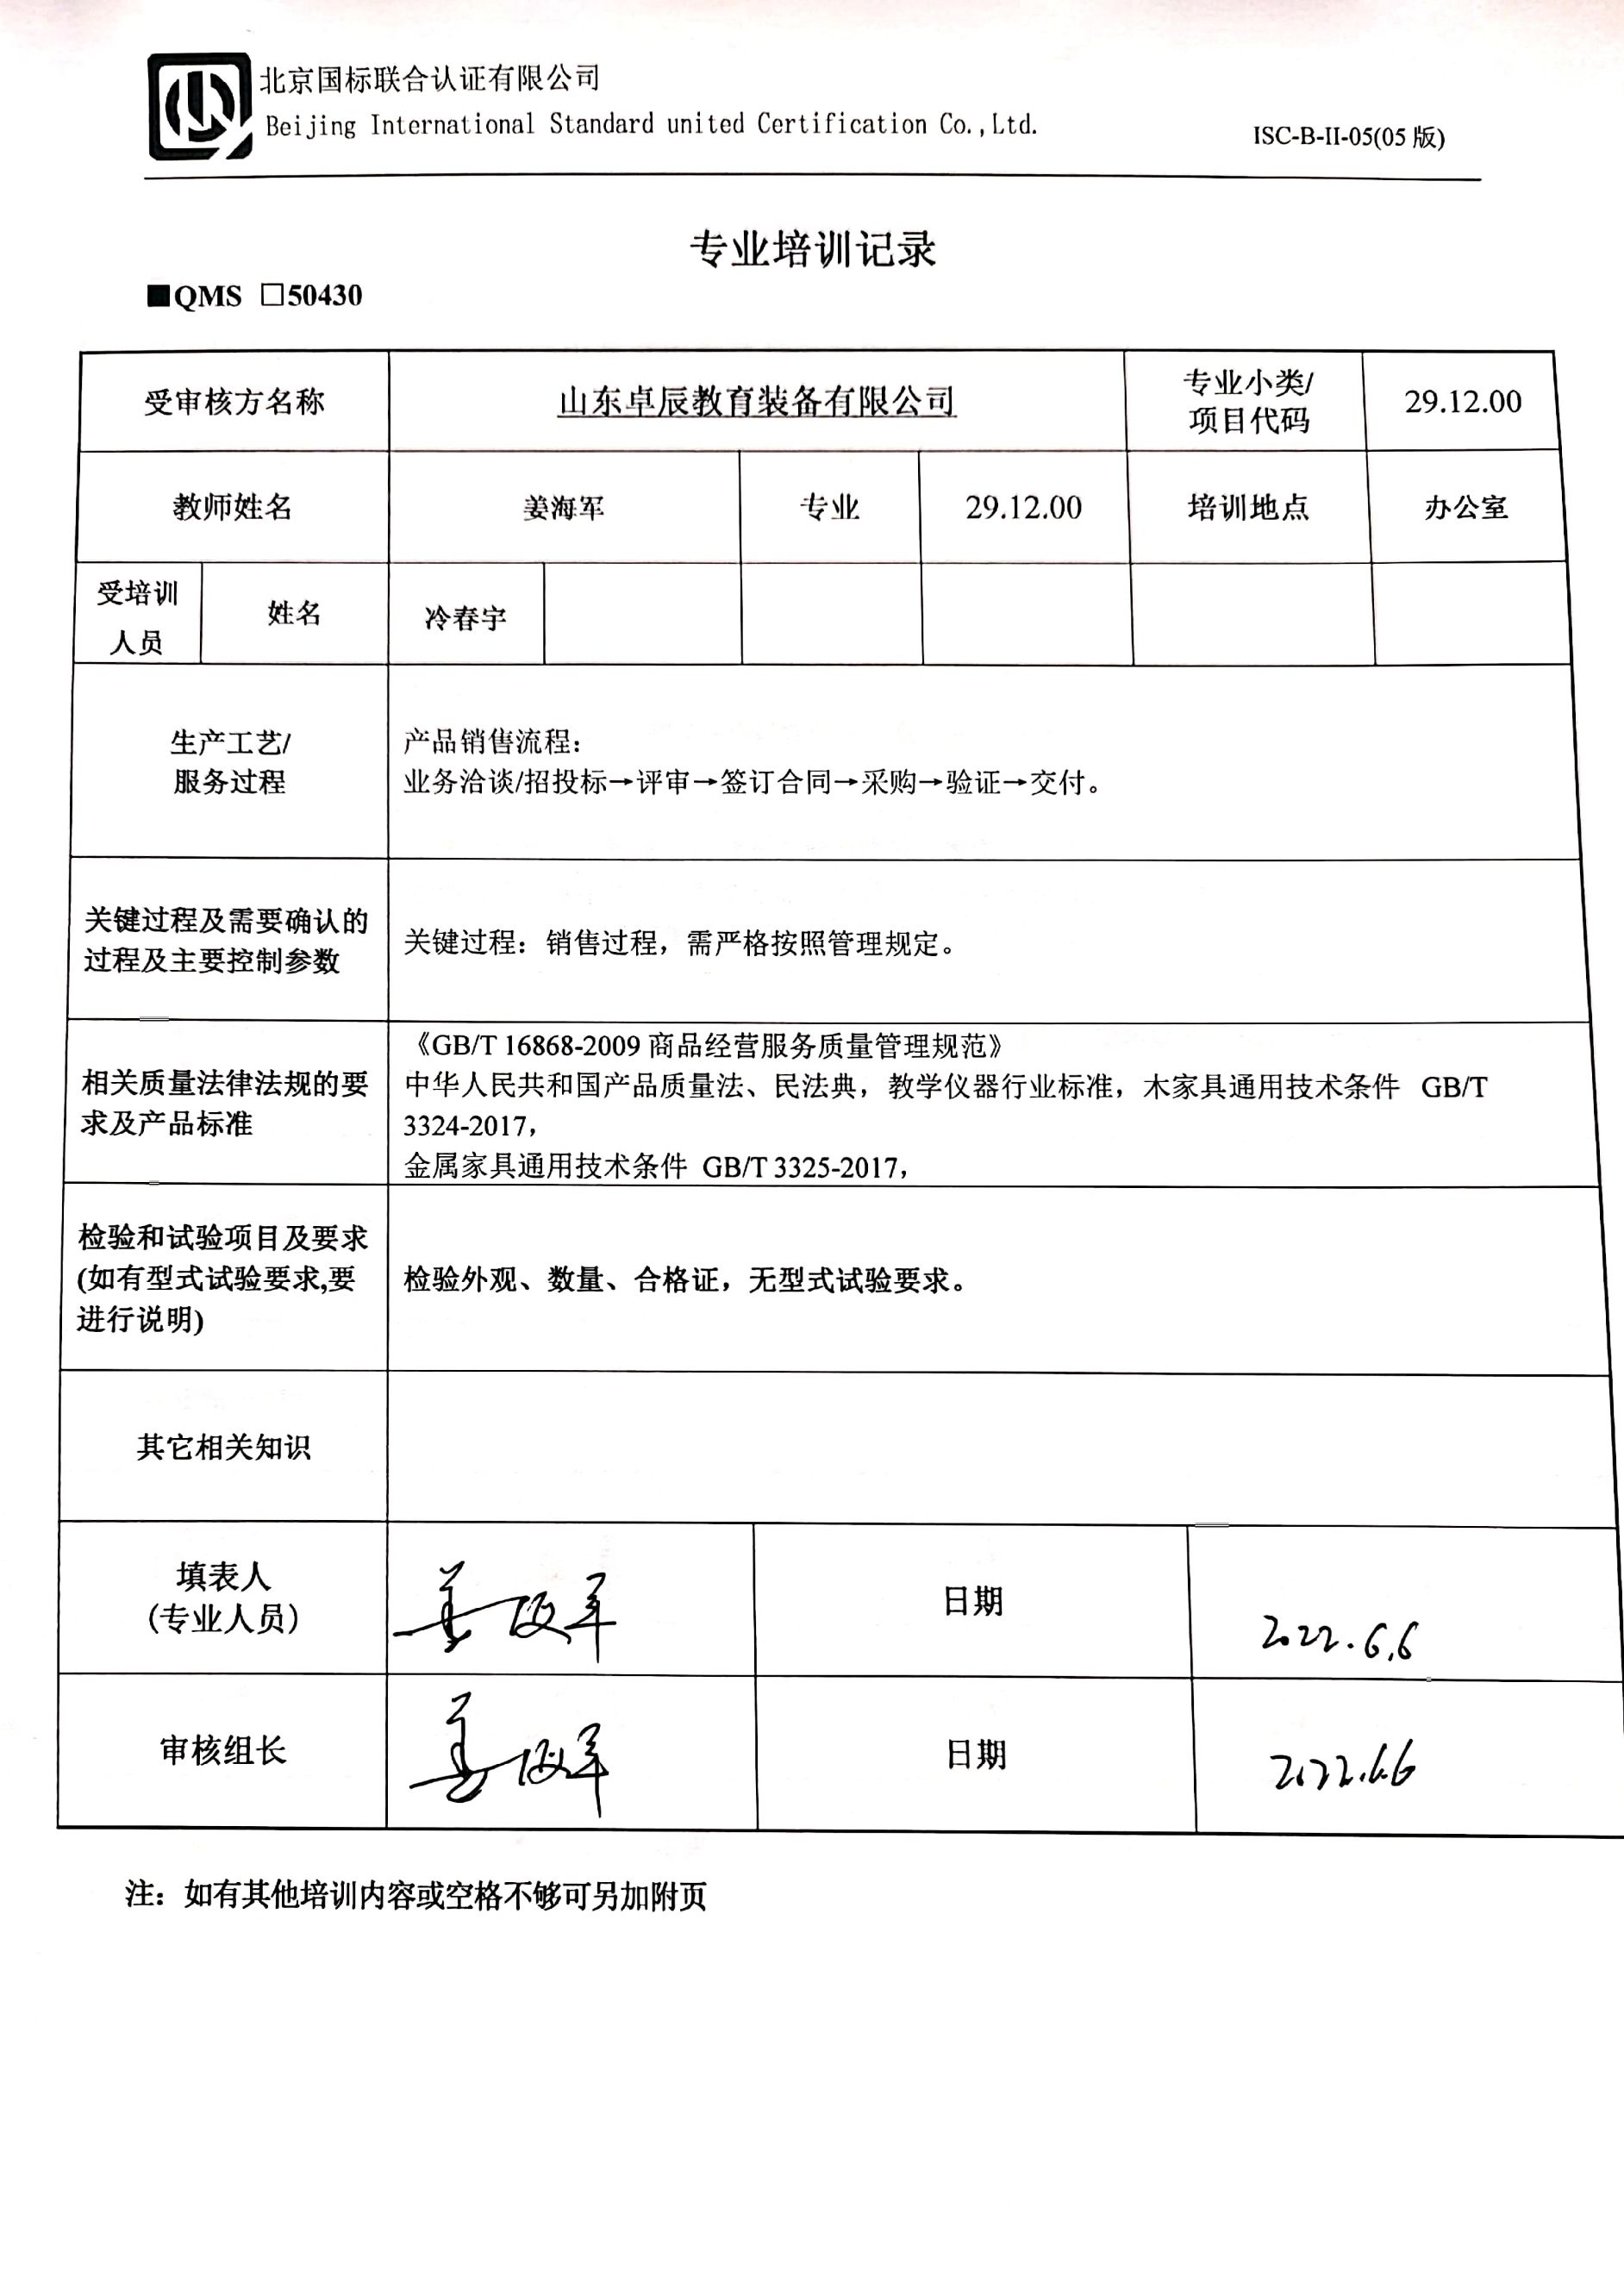 北京国标联合认证有限公司
Beijing International Standard united Certification Co.,Ltd.
ISC-B-II-05(05 版)
专业培训记录
■QMS □50430
受审核方名称 山东卓辰教育装备有限公司 专业小类/
项目代码 29.12.00
教师姓名 姜海军 专业 29.12.00 培训地点 办公室
受培训
人员 姓名 冷春宇
生产工艺/
服务过程
产品销售流程：
业务洽谈/招投标→评审→签订合同→采购→验证→交付。
关键过程及需要确认的
过程及主要控制参数
关键过程：销售过程，需严格按照管理规定。
相关质量法律法规的要
求及产品标准
《GB/T 16868-2009 商品经营服务质量管理规范》
中华人民共和国产品质量法、民法典，教学仪器行业标准，木家具通用技术条件 GB/T
3324-2017，
金属家具通用技术条件 GB/T 3325-2017，
检验和试验项目及要求
(如有型式试验要求,要
进行说明)
检验外观、数量、合格证，无型式试验要求。
其它相关知识
填表人
（专业人员） 姜海军 日期 2022.6.6
审核组长 姜海军 日期 2022.6.6
注：如有其他培训内容或空格不够可另加附页